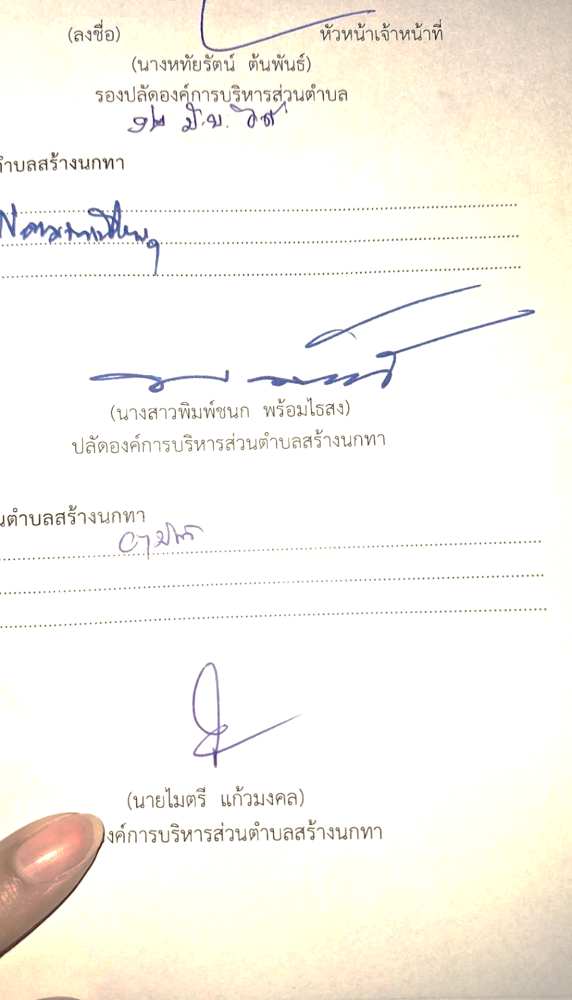 (ลงชื่อ) หัวหน้าเจ้าหน้าที่
(นางหทัยรัตน์ ต้นพันธ์)
รองปลัดองค์การบริหารส่วนตำบล
๑๒ มี.ย.
ตำบลสร้างนกทา
(นางสาวพิมพ์ชนก พร้อมไธสง)
ปลัดองค์การบริหารส่วนตำบลสร้างนกทา
นตำบลสร้างนกทา
(นายไมตรี แก้วมงคล)
งค์การบริหารส่วนตำบลสร้างนกทา